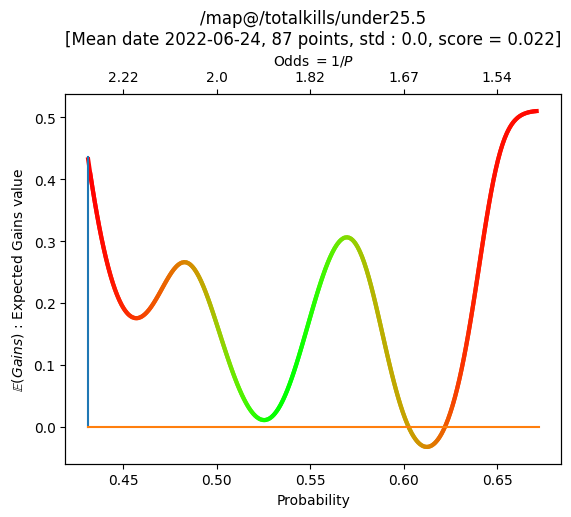 /map@/totalkills/under25.5
[Mean date 2022-06-24, 87 points, std : 0.0, score = 0.022]
Odds = 1/P
2.22 2.0 1.82 1.67 1.54
0.5
0.4
0.3
0.2
0.1
0.0
𝔼(Gains) : Expected Gains value
0.45 0.50 0.55 0.60 0.65
Probability